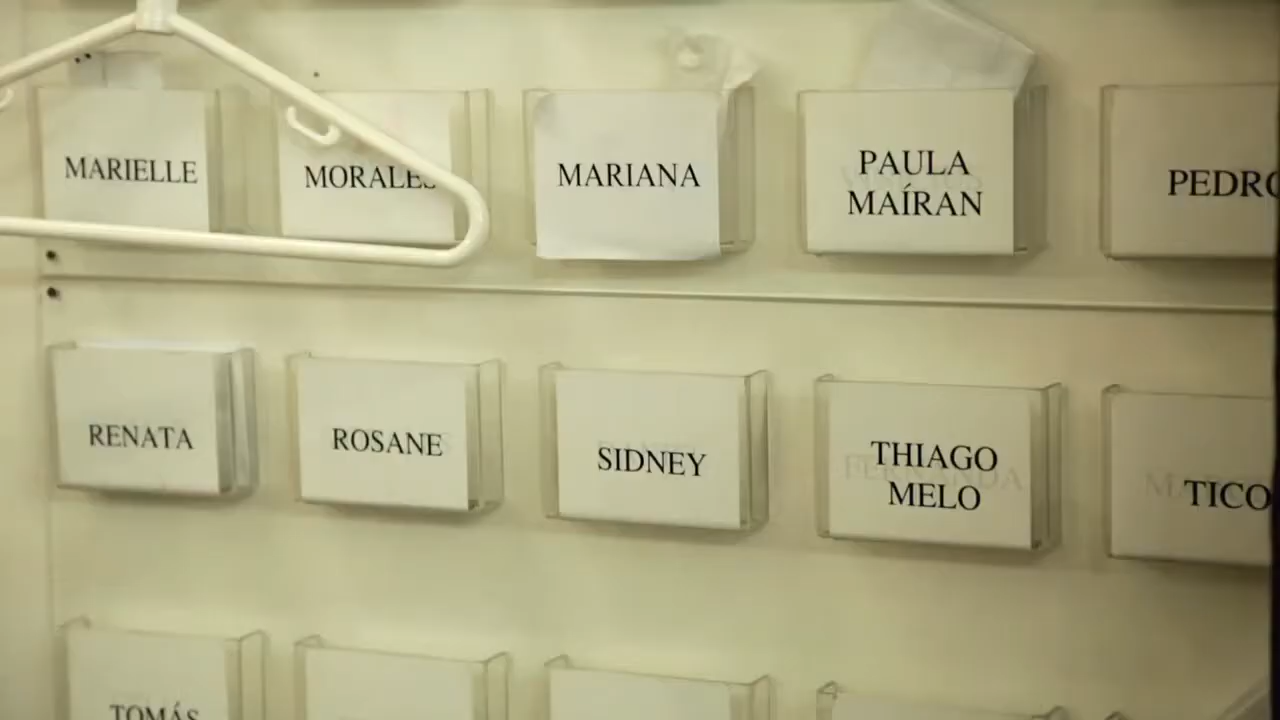 MARIELLE
MORALES
MARIANA
PAULA
MAÍRAN
PEDRO
RENATA
ROSANE
SIDNEY
THIAGO
MELO
TICO
TOMÁS